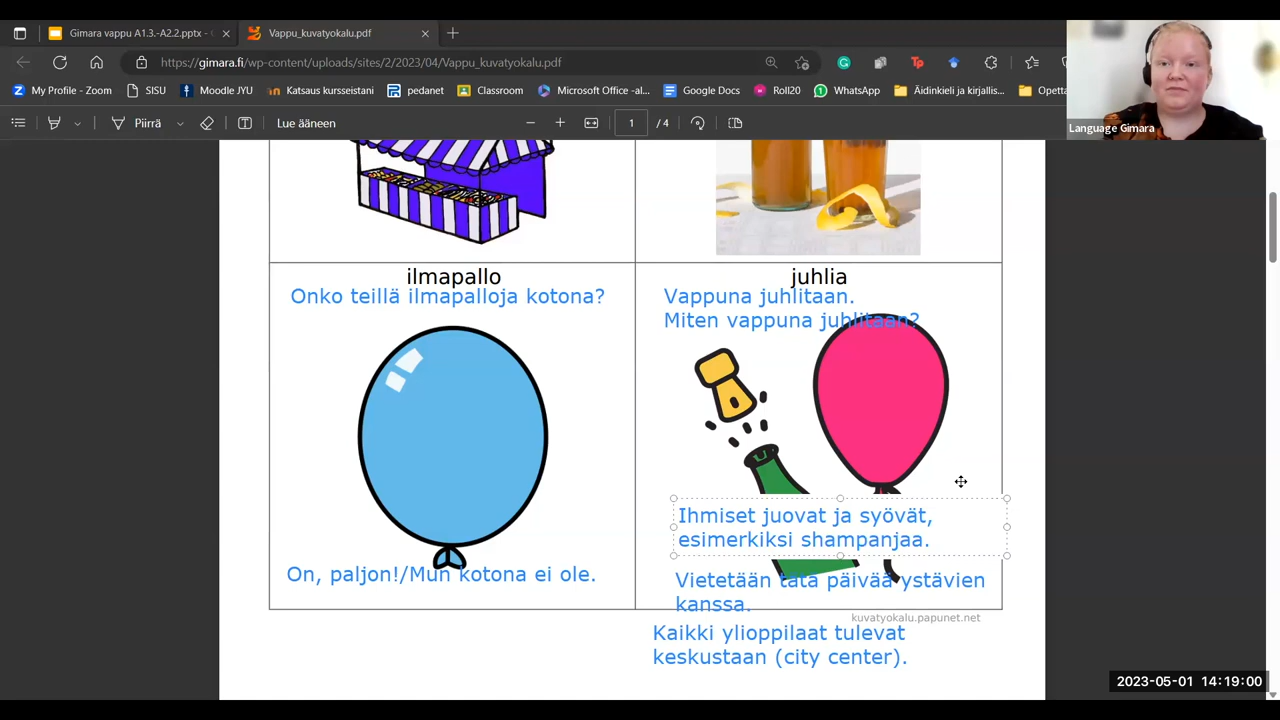 Gimara vappu A1.3.-A2.2.pptx -
Vappu_kuvatyokalu.pdf
https://gimara.fi/wp-content/uploads/sites/2/2023/04/Vappu_kuvatyokalu.pdf
My Profile - Zoom
SISU
Moodle JYU
Katsaus kursseistani
pedanet
Classroom
Microsoft Office -al...
Google Docs
Roll20
WhatsApp
Äidinkieli ja kirjallis...
Opetta
Language Gimara
Piirrä
Lue ääneen
1 / 4
ilmapallo
Onko teillä ilmapalloja kotona?
On, paljon!/Mun kotona ei ole.
juhlia
Vappuna juhlitaan.
Miten vappuna juhlitaan?
Ihmiset juovat ja syövät,
esimerkiksi shampanjaa.
Vietetään tätä päivää ystävien
kanssa.
kuvatyokalu.papunet.net
Kaikki ylioppilaat tulevat
keskustaan (city center).
2023-05-01 14:19:00